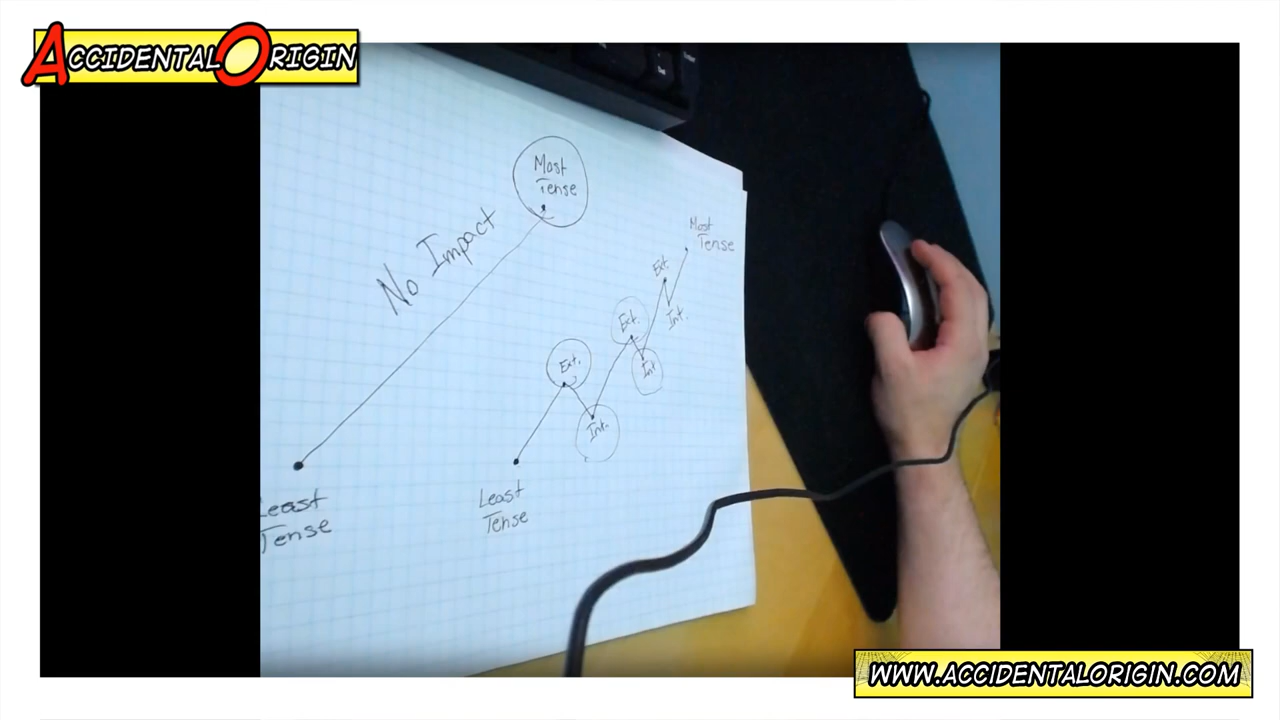 ACCIDENTAL ORIGIN
Most
Tense
No Impact
Least
Tense
Most
Tense
Ext.
Int.
Ext.
Int
Ext.
Int.
Least
Tense
WWW.ACCIDENTALORIGIN.COM